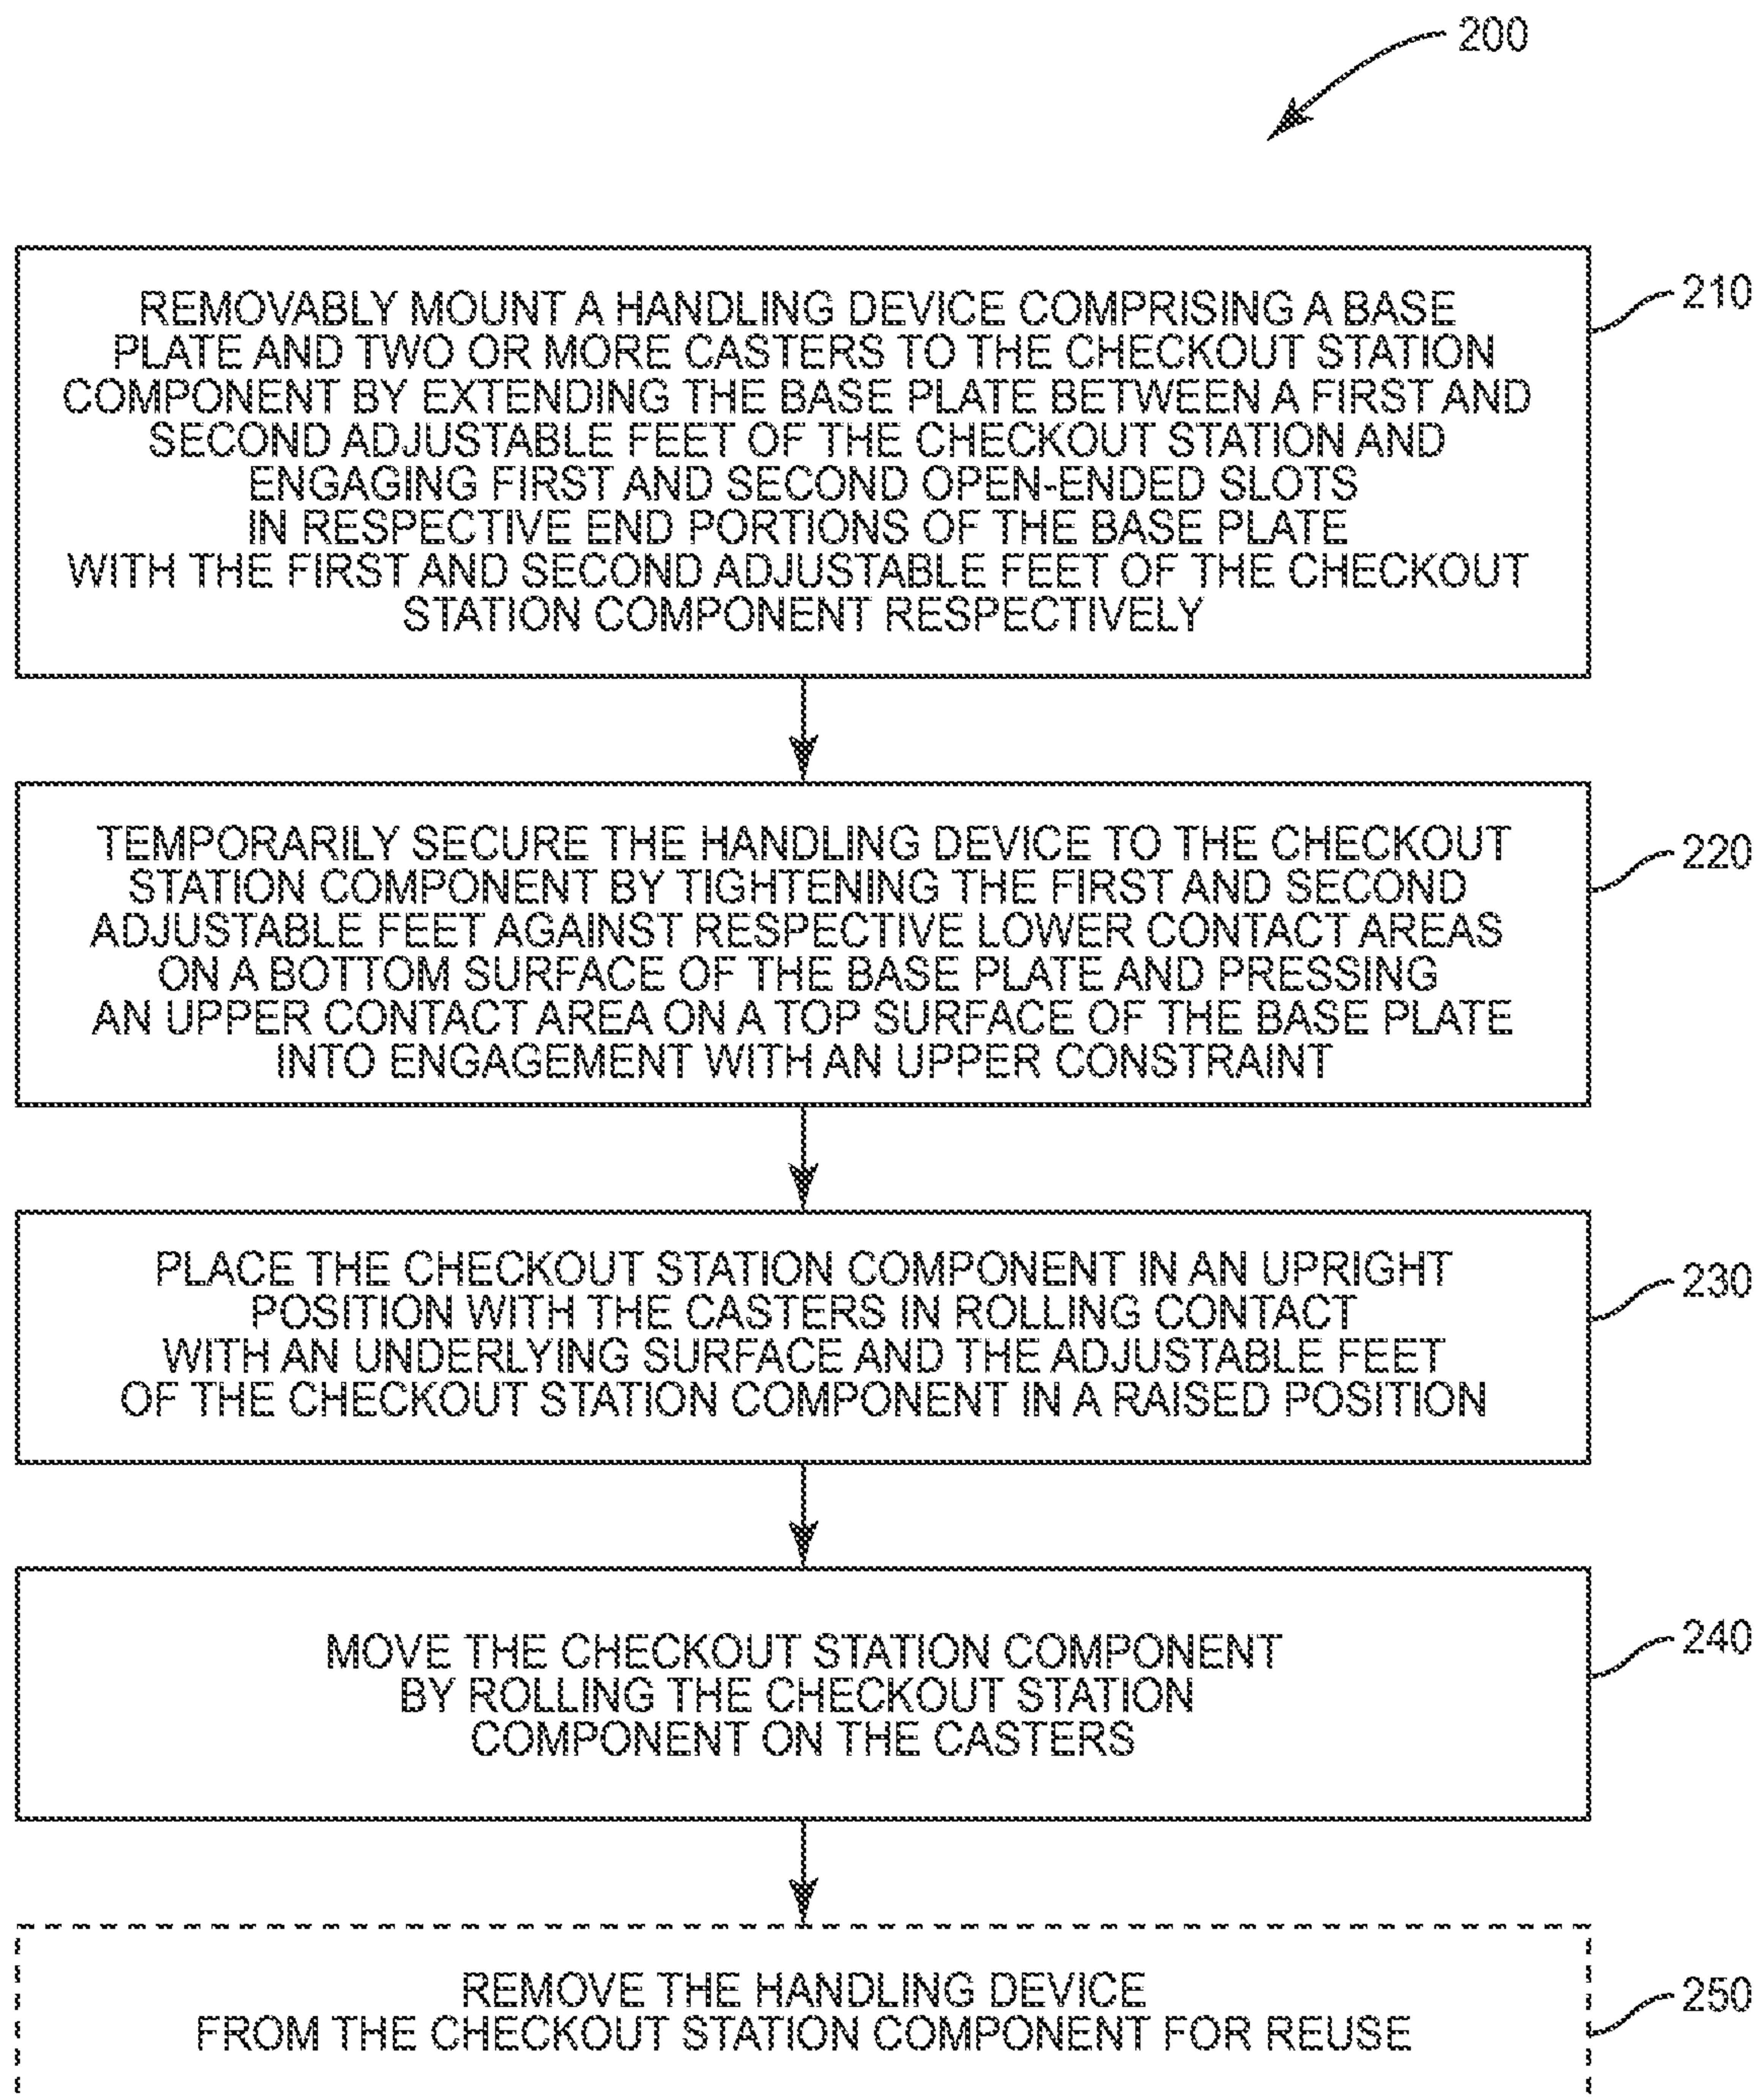 200
REMOVABLY MOUNT A HANDLING DEVICE COMPRISING A BASE
PLATE AND TWO OR MORE CASTERS TO THE CHECKOUT STATION
COMPONENT BY EXTENDING THE BASE PLATE BETWEEN A FIRST AND
SECOND ADJUSTABLE FEET OF THE CHECKOUT STATION AND
ENGAGING FIRST AND SECOND OPEN-ENDED SLOTS
IN RESPECTIVE END PORTIONS OF THE BASE PLATE
WITH THE FIRST AND SECOND ADJUSTABLE FEET OF THE CHECKOUT
STATION COMPONENT RESPECTIVELY
210
TEMPORARILY SECURE THE HANDLING DEVICE TO THE CHECKOUT
STATION COMPONENT BY TIGHTENING THE FIRST AND SECOND
ADJUSTABLE FEET AGAINST RESPECTIVE LOWER CONTACT AREAS
ON A BOTTOM SURFACE OF THE BASE PLATE AND PRESSING
AN UPPER CONTACT AREA ON A TOP SURFACE OF THE BASE PLATE
INTO ENGAGEMENT WITH AN UPPER CONSTRAINT
220
PLACE THE CHECKOUT STATION COMPONENT IN AN UPRIGHT
POSITION WITH THE CASTERS IN ROLLING CONTACT
WITH AN UNDERLYING SURFACE AND THE ADJUSTABLE FEET
OF THE CHECKOUT STATION COMPONENT IN A RAISED POSITION
230
MOVE THE CHECKOUT STATION COMPONENT
BY ROLLING THE CHECKOUT STATION
COMPONENT ON THE CASTERS
240
REMOVE THE HANDLING DEVICE
FROM THE CHECKOUT STATION COMPONENT FOR REUSE
250